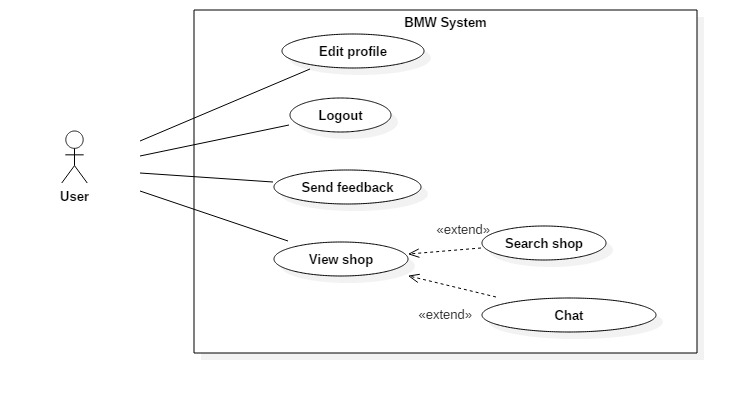 BMW System
Edit profile
Logout
User
Send feedback
View shop
«extend»
Search shop
«extend»
Chat